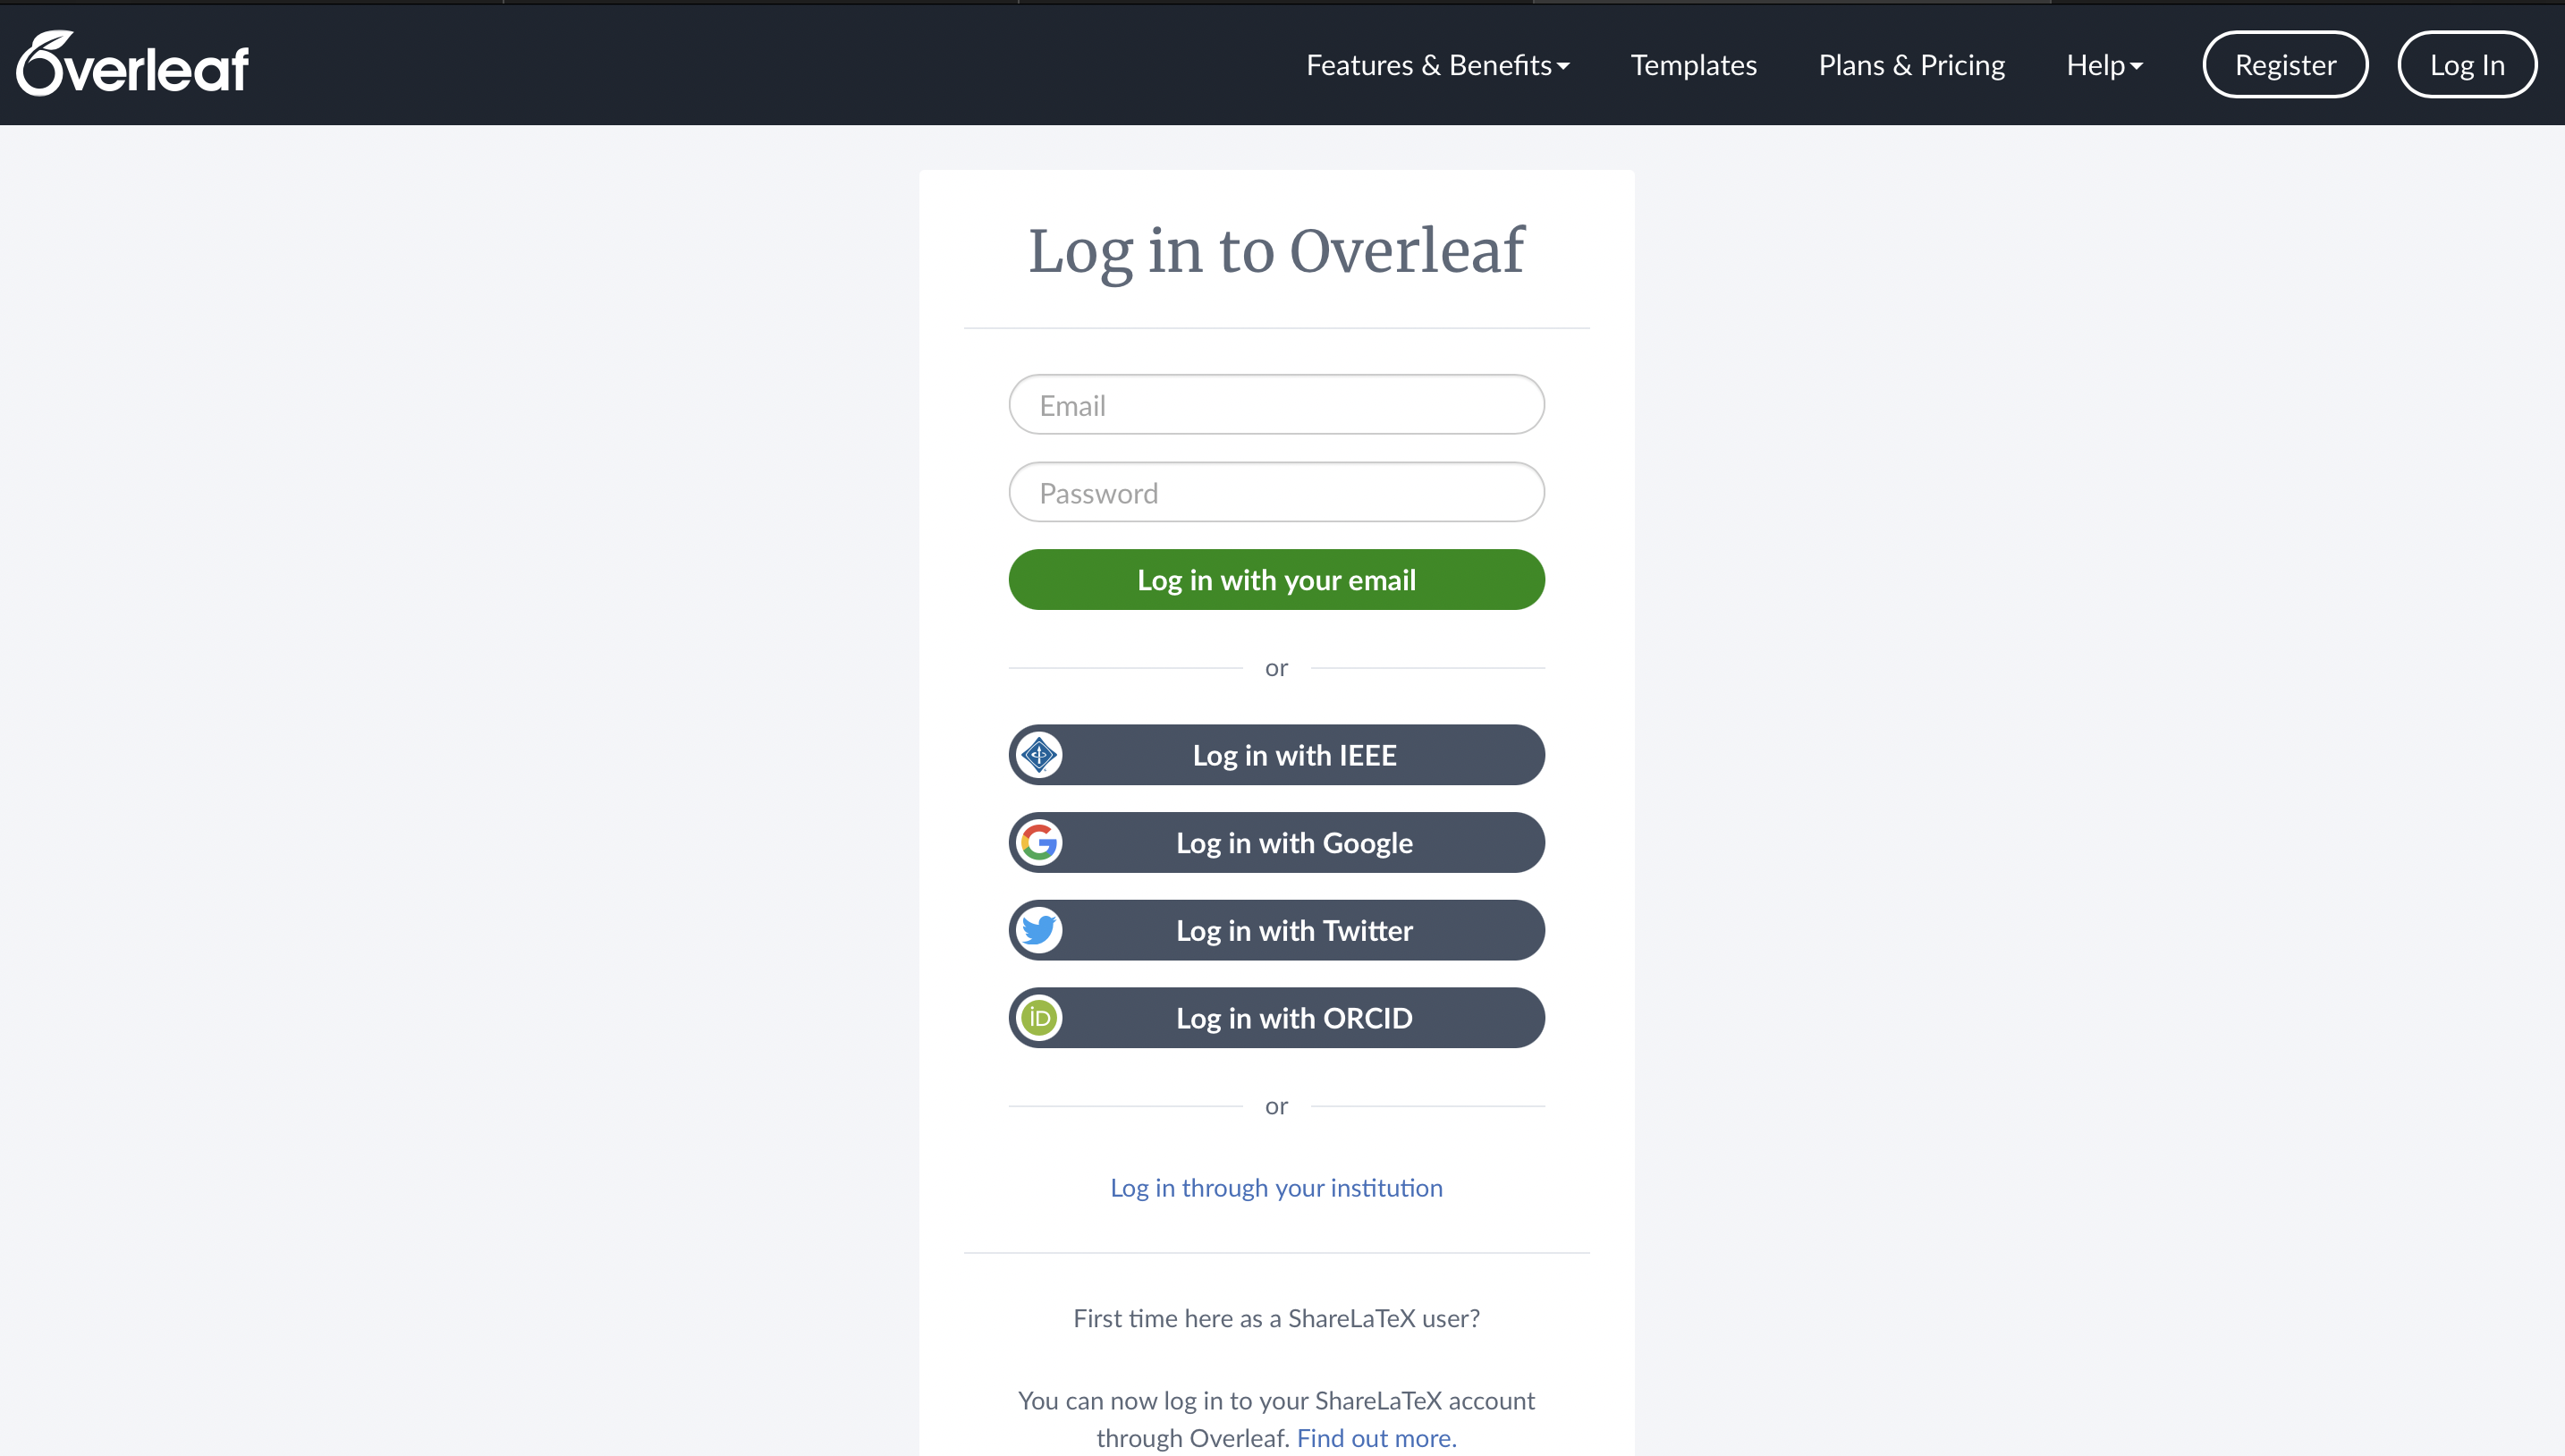 Overleaf
Features & Benefits
Templates
Plans & Pricing
Help
Register
Log In
Log in to Overleaf
Email
Password
Log in with your email
or
Log in with IEEE
Log in with Google
Log in with Twitter
iD
Log in with ORCID
or
Log in through your institution
First time here as a ShareLaTeX user?
You can now log in to your ShareLaTeX account
through Overleaf. Find out more.